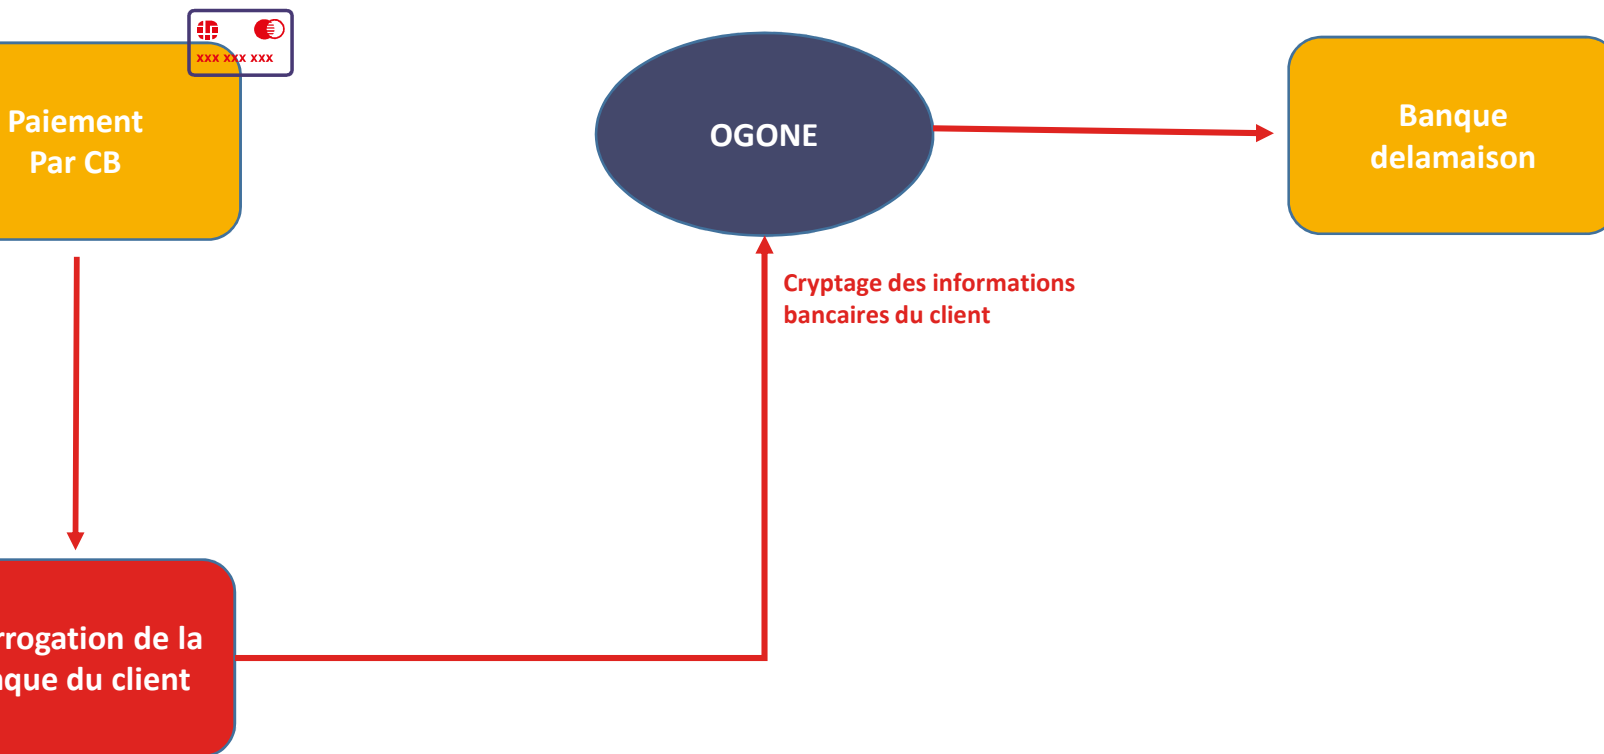 xxx xxx xxx
Paiement
Par CB
OGONE
Banque
delamaison
Cryptage des informations
bancaires du client
rrogation de la
que du client